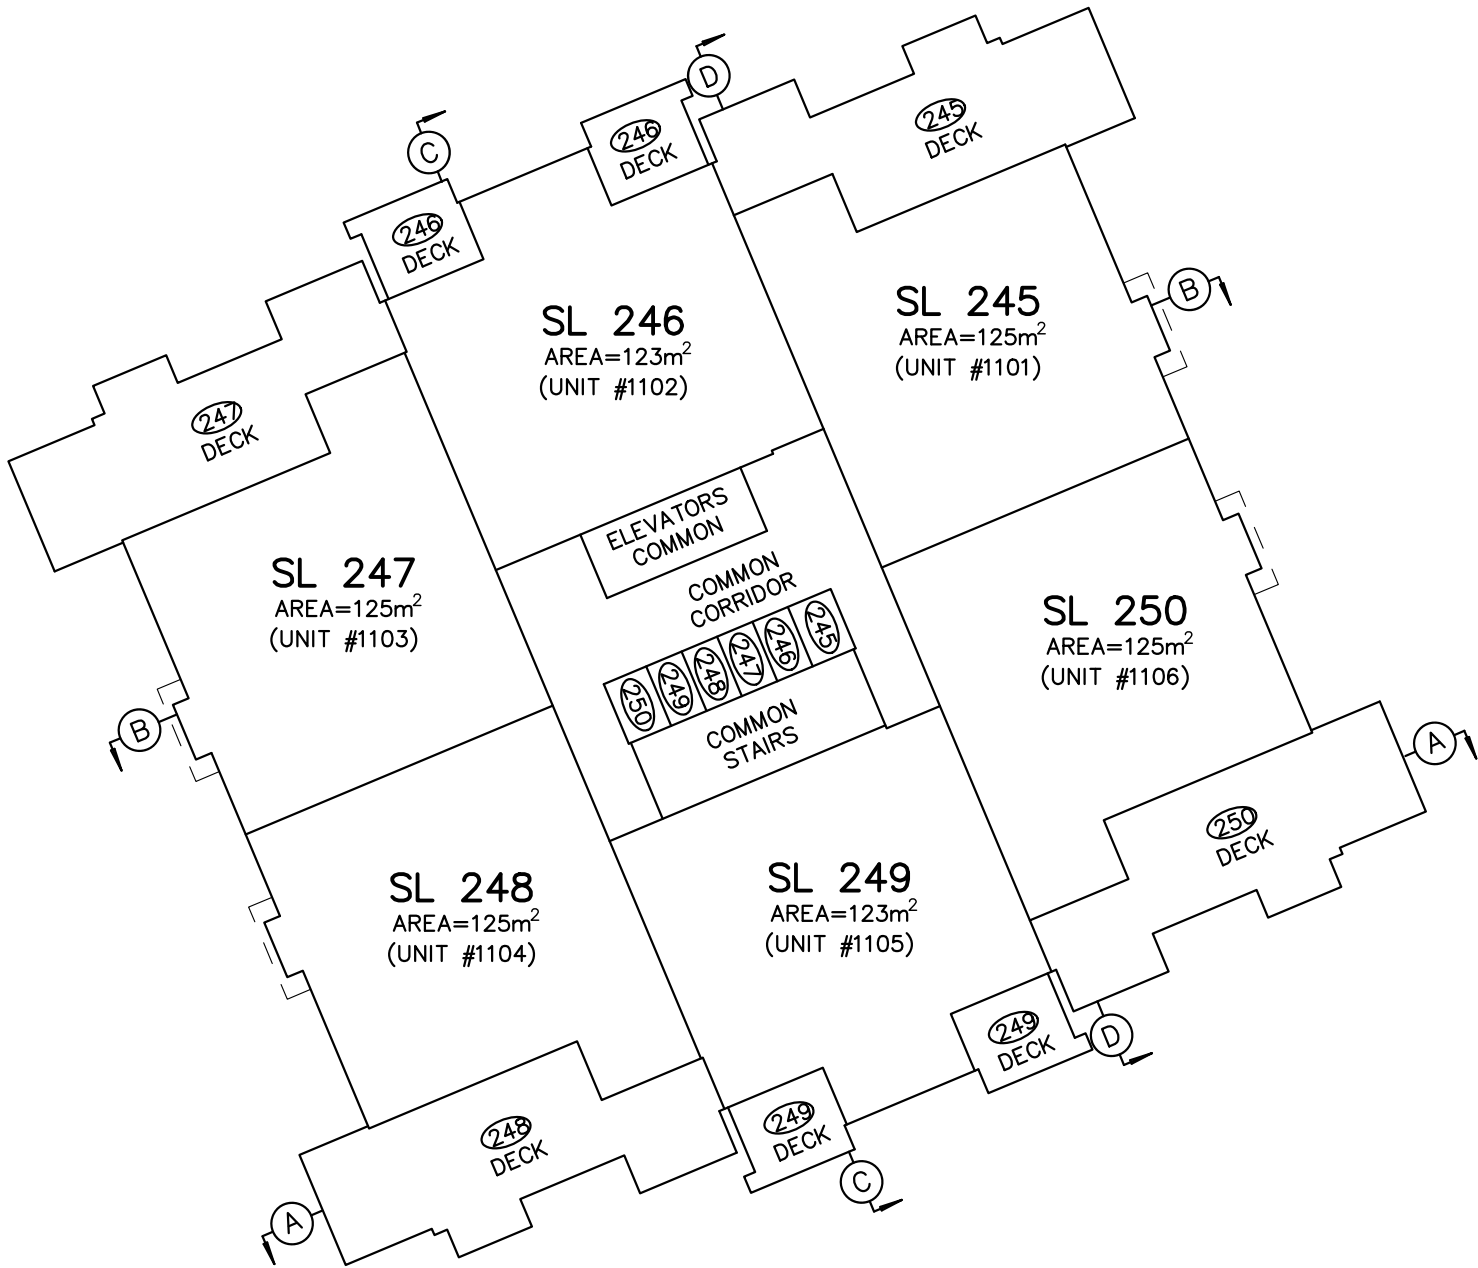 D
245
DECK
246
DECK
C
246
DECK
B
SL 245
AREA=125m²
(UNIT #1101)
SL 246
AREA=123m²
(UNIT #1102)
247
DECK
ELEVATORS
COMMON
SL 247
AREA=125m²
(UNIT #1103)
COMMON
CORRIDOR
SL 250
AREA=125m²
(UNIT #1106)
250
249
248
247
246
245
COMMON
STAIRS
B
A
250
DECK
SL 248
AREA=125m²
(UNIT #1104)
SL 249
AREA=123m²
(UNIT #1105)
249
DECK
D
248
DECK
249
DECK
C
A